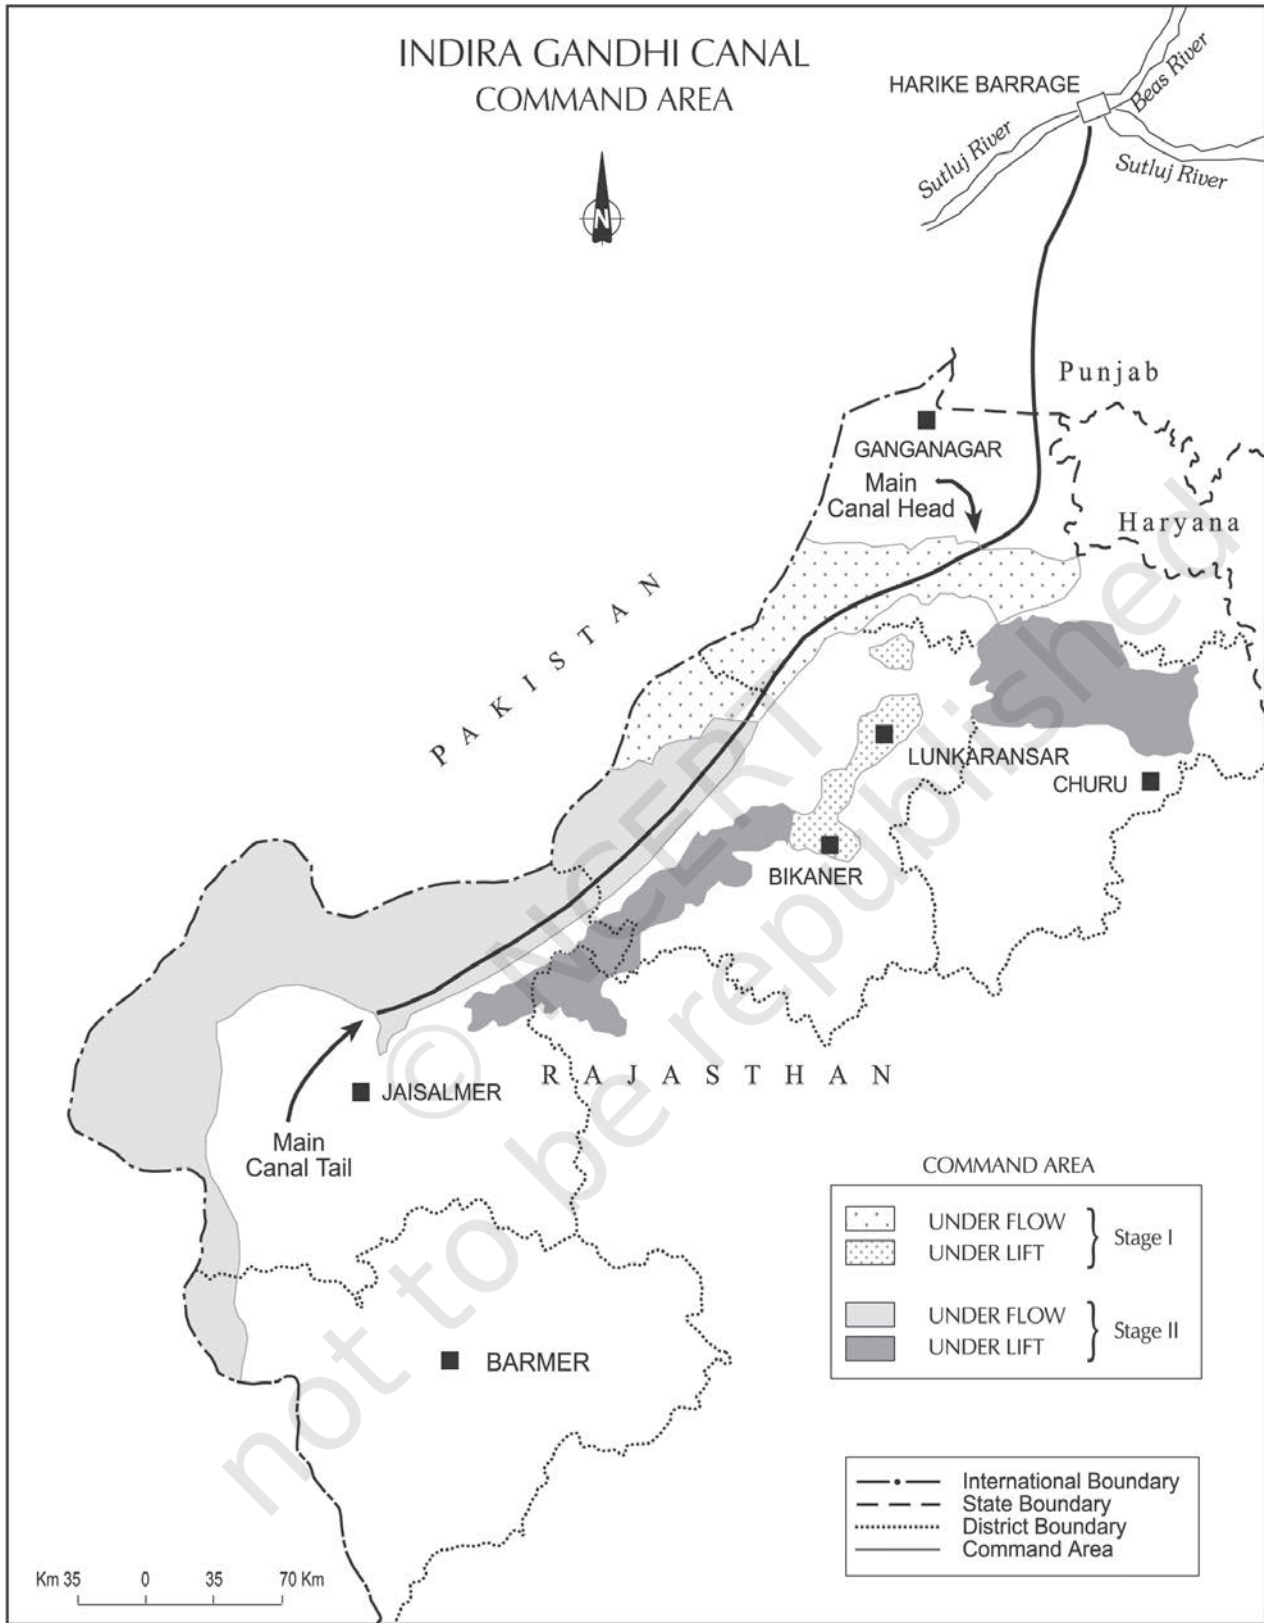 INDIRA GANDHI CANAL
COMMAND AREA
HARIKE BARRAGE
Beas River
Sutluj River
Sutluj River
N
Punjab
GANGANAGAR
Main
Canal Head
Haryana
PAKISTAN
LUNKARANSAR
CHURU
BIKANER
RAJASTHAN
JAISALMER
Main
Canal Tail
BARMER
COMMAND AREA
UNDER FLOW
UNDER LIFT
Stage I
UNDER FLOW
UNDER LIFT
Stage II
International Boundary
State Boundary
District Boundary
Command Area
Km 35 0 35 70 Km
© NCERT
not to be republished